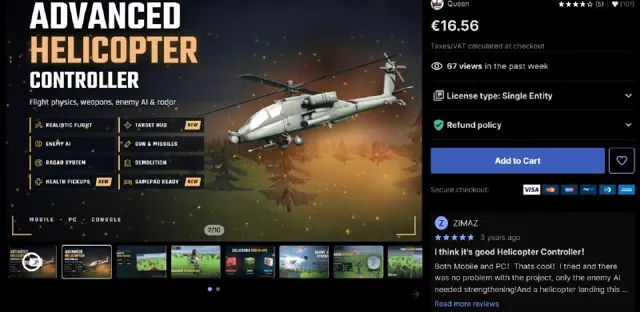 ADVANCED
HELICOPTER
CONTROLLER
Flight physics, weapons, enemy AI & radar
REALISTIC FLIGHT
TARGET HUD NEW
ENEMY AI
GUN & MISSILES
RADAR SYSTEM
DEMOLITION
HEALTH PICKUPS NEW
GAMEPAD READY NEW
MOBILE - PC - CONSOLE
2/10
Queen
(5)
(107)
€16.56
Taxes/VAT calculated at checkout
67 views in the past week
License type: Single Entity
Refund policy
Add to Cart
Secure checkout:
VISA
Z ZIMAZ
3 years ago
I think it's good Helicopter Controller!
Both Mobile and PC！Thats cool！I tried and there
was no problem with the project, only the enemy AI
needed strengthening!And a helicopter landing this ...
Read more reviews